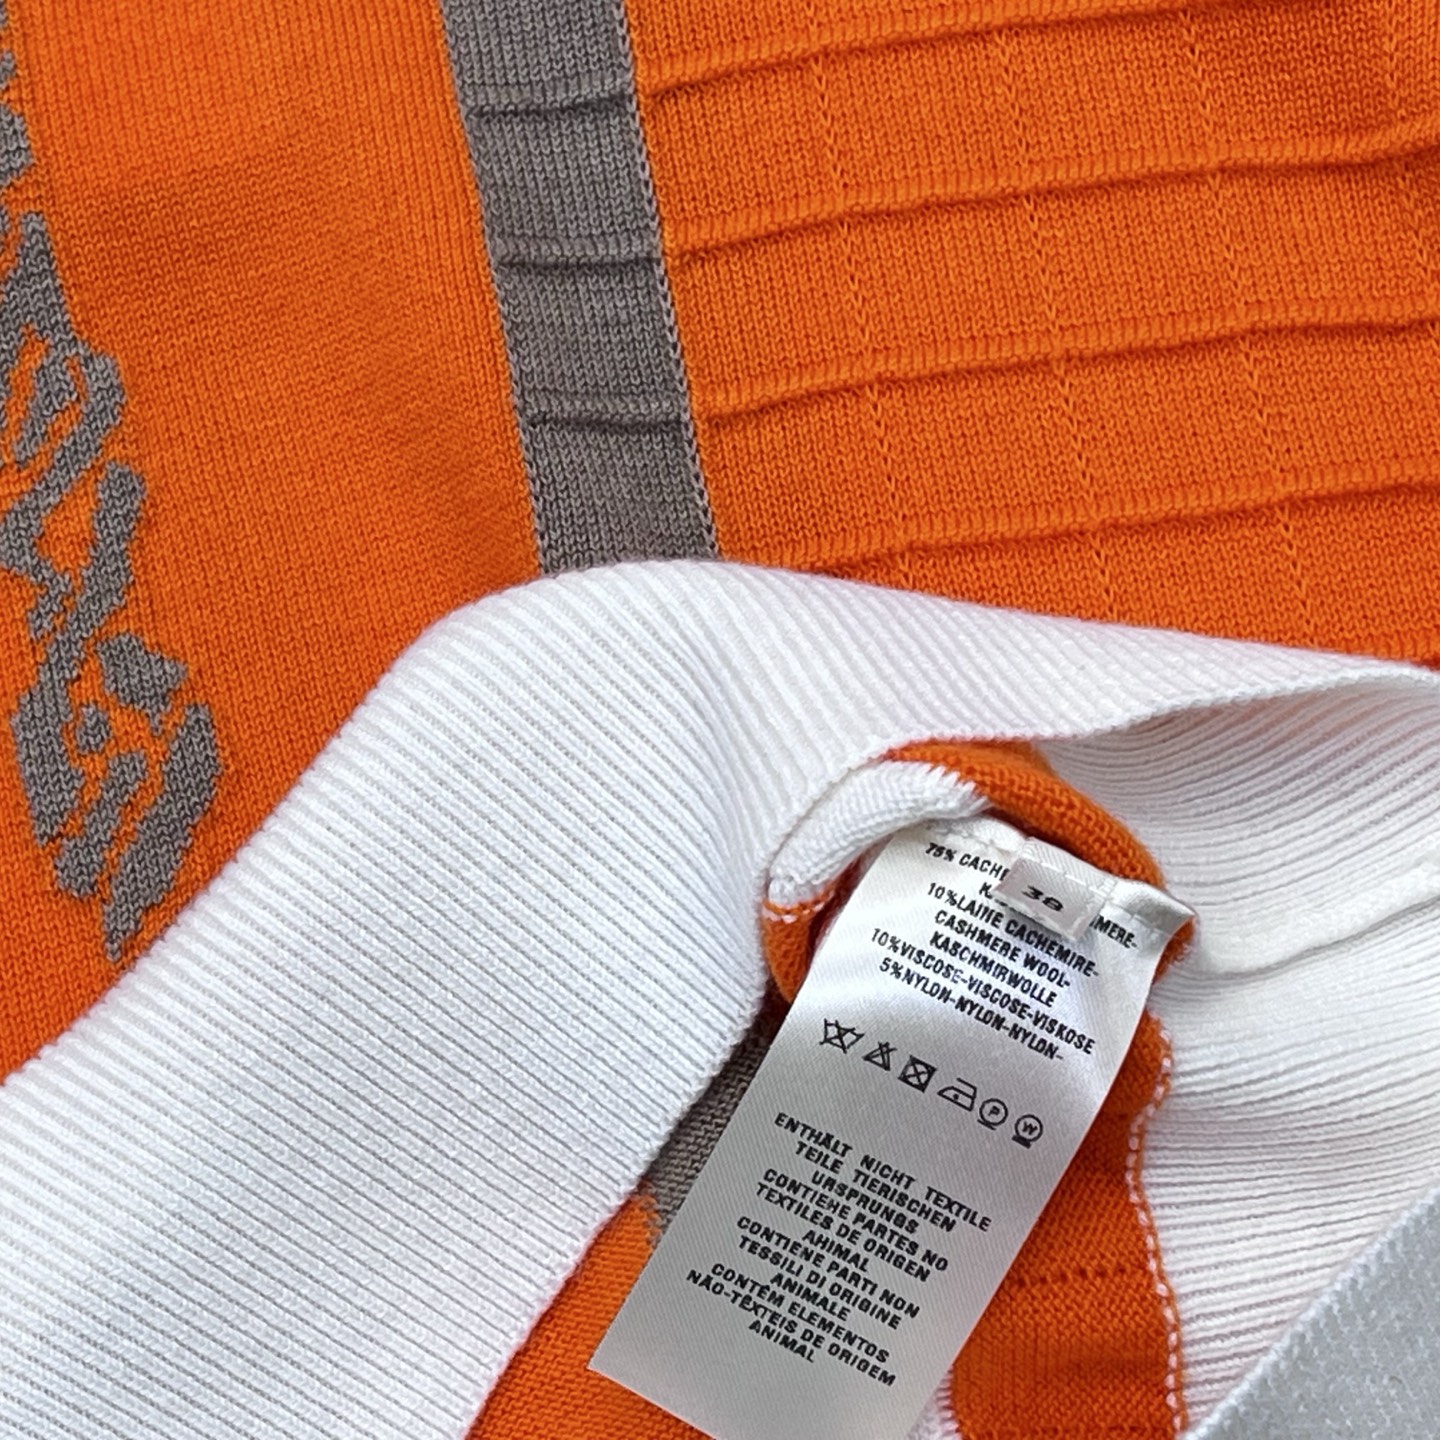 75% CACHE
38
MERE-
10%LAINE CACHEMIRE-
CASHMERE WOOL-
KASCHMIRWOLLE
10%VISCOSE-VISCOSE-VISKOSE
5%NYLON-NYLON-NYLON-
P W
ENTHÄLT NICHT TEXTILE
TEILE TIERISCHEN
URSPRUNGS
CONTIENE PARTES NO
TEXTILES DE ORIGEN
ANIMAL
CONTIENE PARTI NON
TESSILI DI ORIGINE
ANIMALE
CONTÉM ELEMENTOS
NÃO-TÊXTEIS DE ORIGEM
ANIMAL